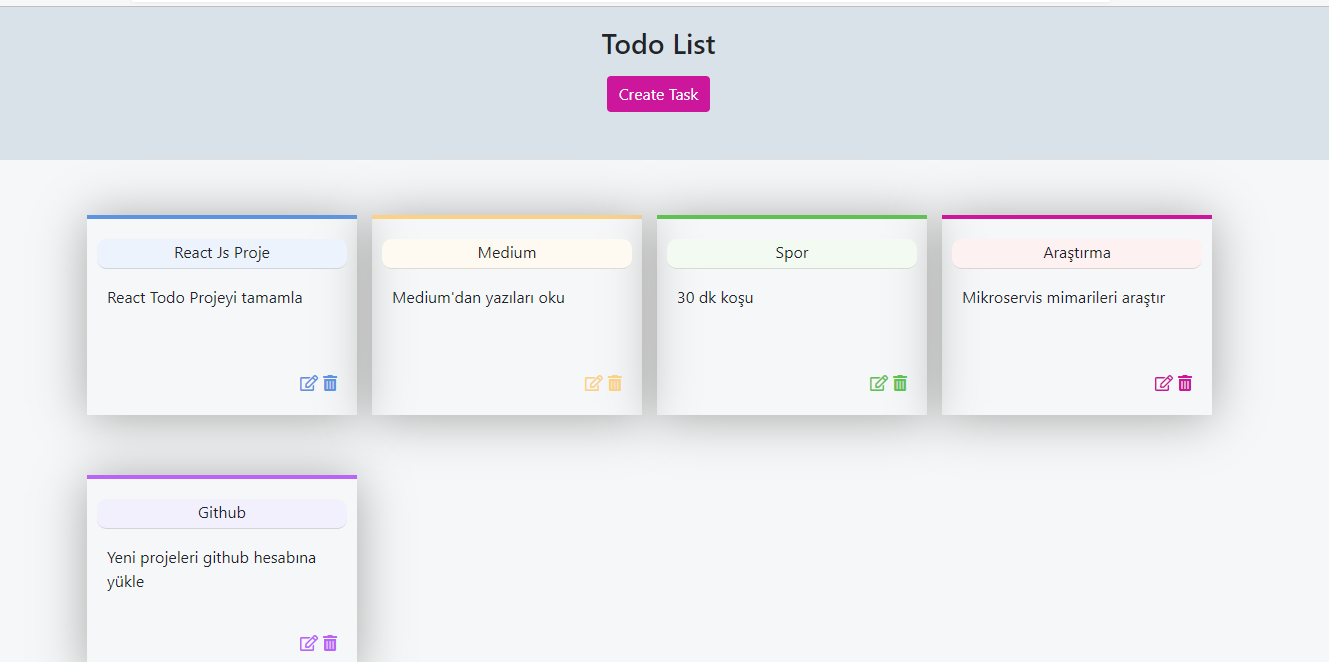 Todo List
Create Task
React Js Proje
React Todo Projeyi tamamla
Medium
Medium'dan yazıları oku
Spor
30 dk koşu
Araştırma
Mikroservis mimarileri araştır
Github
Yeni projeleri github hesabına
yükle